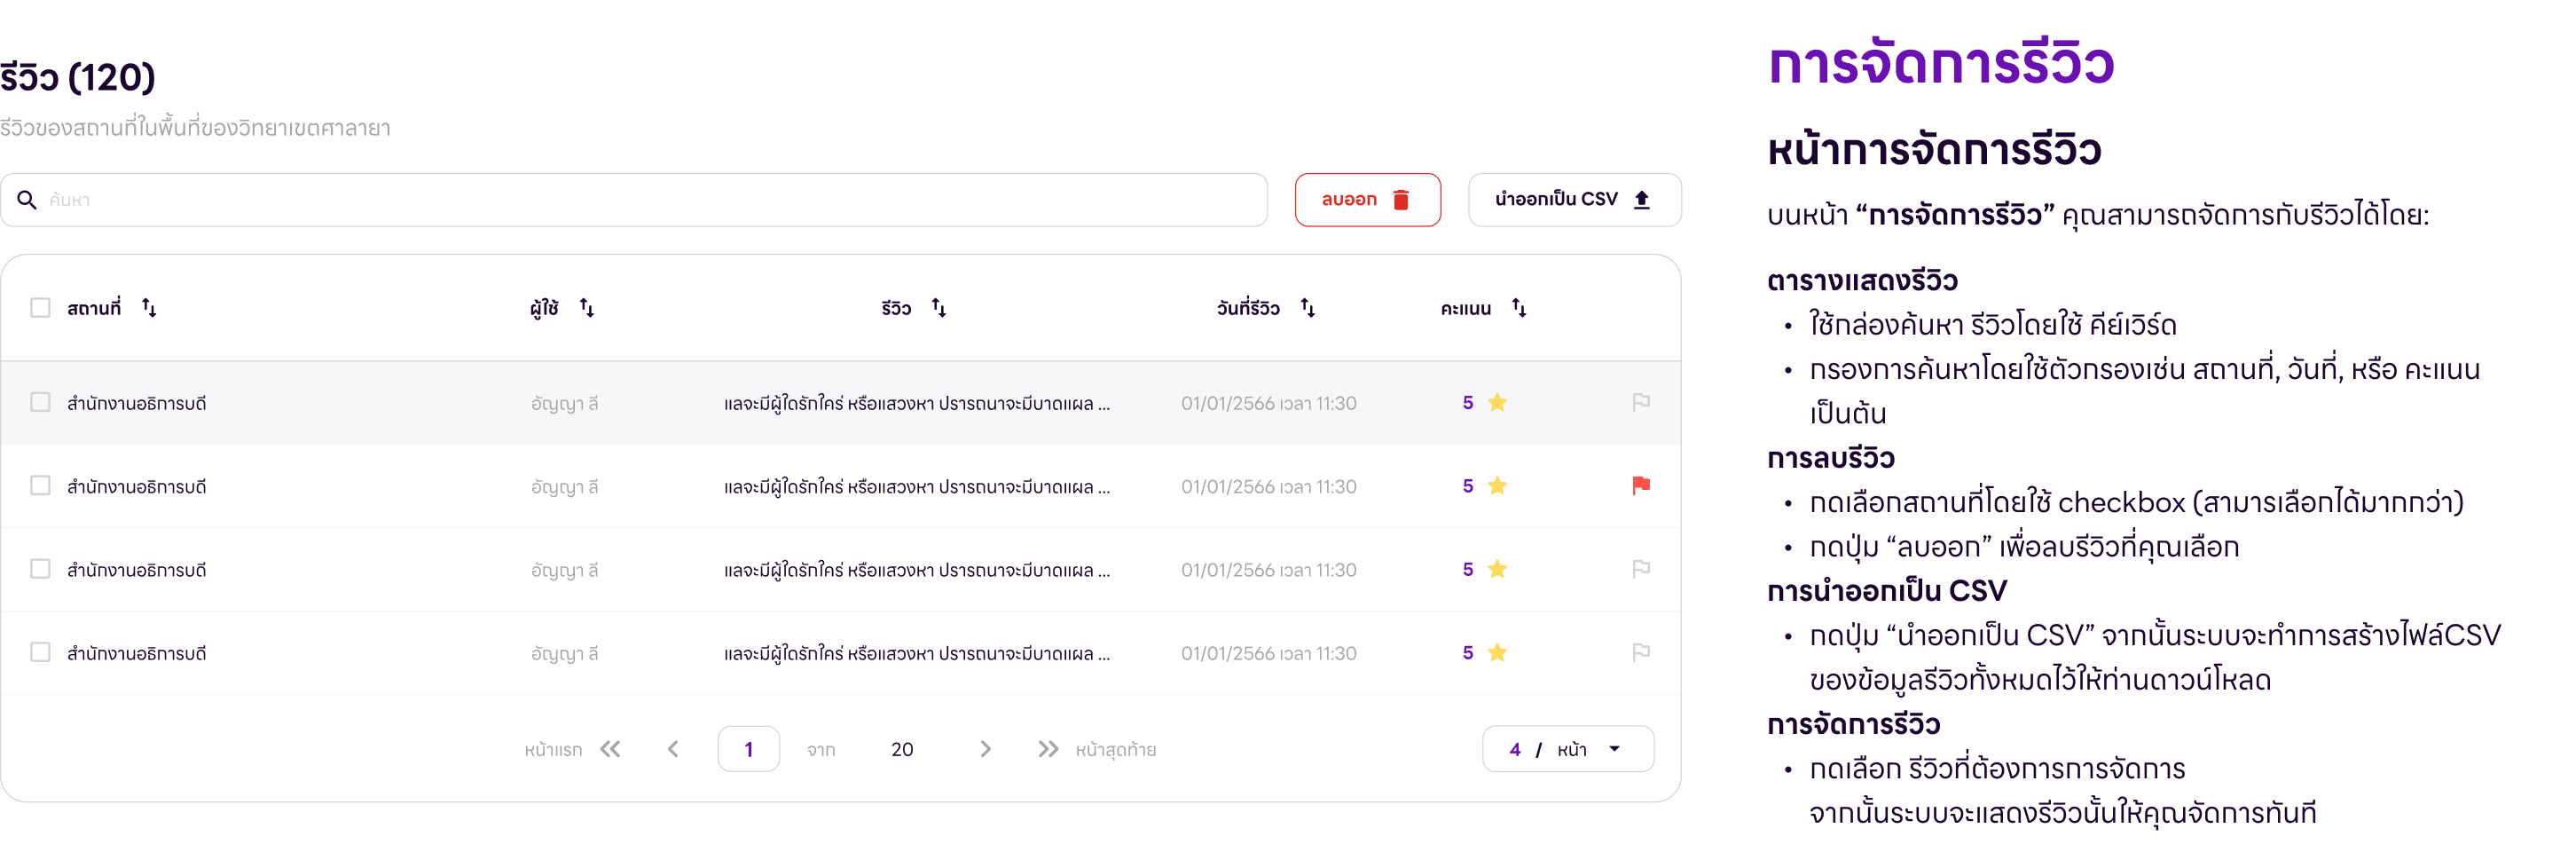 รีวิว (120)
รีวิวของสถานที่ในพื้นที่ของวิทยาเขตศาลายา
ค้นหา
ลบออก
นำออกเป็น CSV
สถานที่ ผู้ใช้ รีวิว วันที่รีวิว คะแนน
สำนักงานอธิการบดี อัญญา ลี แลจะมีผู้ใดรักใคร่ หรือแสวงหา ปรารถนาจะมีบาดแผล ... 01/01/2566 เวลา 11:30 5
สำนักงานอธิการบดี อัญญา ลี แลจะมีผู้ใดรักใคร่ หรือแสวงหา ปรารถนาจะมีบาดแผล ... 01/01/2566 เวลา 11:30 5
สำนักงานอธิการบดี อัญญา ลี แลจะมีผู้ใดรักใคร่ หรือแสวงหา ปรารถนาจะมีบาดแผล ... 01/01/2566 เวลา 11:30 5
สำนักงานอธิการบดี อัญญา ลี แลจะมีผู้ใดรักใคร่ หรือแสวงหา ปรารถนาจะมีบาดแผล ... 01/01/2566 เวลา 11:30 5
หน้าแรก 1 จาก 20 หน้าสุดท้าย 4 / หน้า
การจัดการรีวิว
หน้าการจัดการรีวิว
บนหน้า “การจัดการรีวิว” คุณสามารถจัดการกับรีวิวได้โดย:
ตารางแสดงรีวิว
• ใช้กล่องค้นหา รีวิวโดยใช้ คีย์เวิร์ด
• กรองการค้นหาโดยใช้ตัวกรองเช่น สถานที่, วันที่, หรือ คะแนน
เป็นต้น
การลบรีวิว
• กดเลือกสถานที่โดยใช้ checkbox (สามารเลือกได้มากกว่า)
• กดปุ่ม “ลบออก” เพื่อลบรีวิวที่คุณเลือก
การนำออกเป็น CSV
• กดปุ่ม “นำออกเป็น CSV” จากนั้นระบบจะทำการสร้างไฟล์CSV
ของข้อมูลรีวิวทั้งหมดไว้ให้ท่านดาวน์โหลด
การจัดการรีวิว
• กดเลือก รีวิวที่ต้องการการจัดการ
จากนั้นระบบจะแสดงรีวิวนั้นให้คุณจัดการทันที